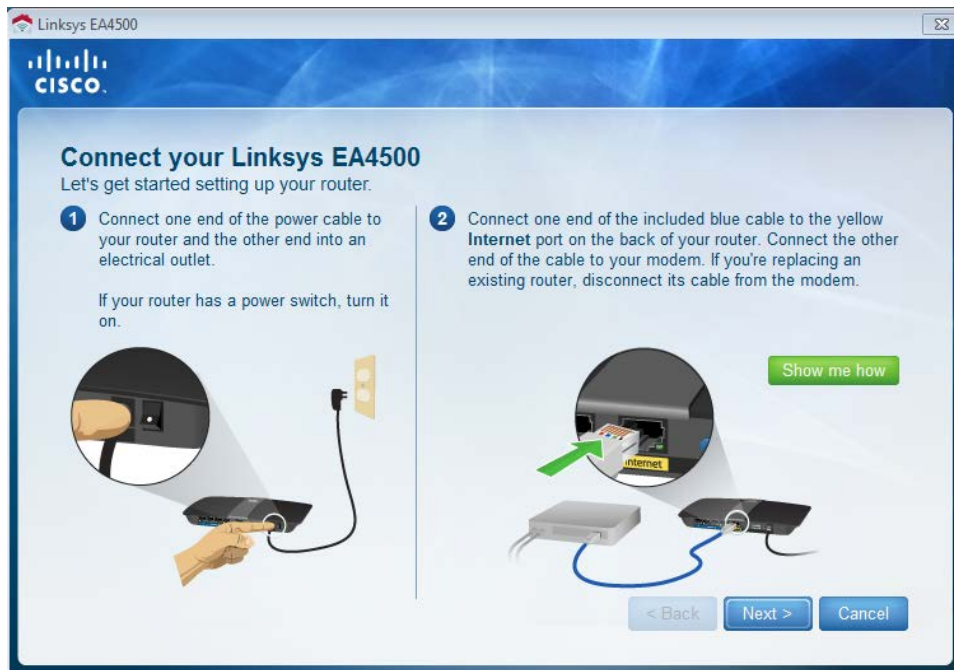 Linksys EA4500
CISCO.
Connect your Linksys EA4500
Let's get started setting up your router.
1
Connect one end of the power cable to
your router and the other end into an
electrical outlet.
If your router has a power switch, turn it
on.
2
Connect one end of the included blue cable to the yellow
Internet port on the back of your router. Connect the other
end of the cable to your modem. If you're replacing an
existing router, disconnect its cable from the modem.
Show me how
Internet
< Back
Next >
Cancel